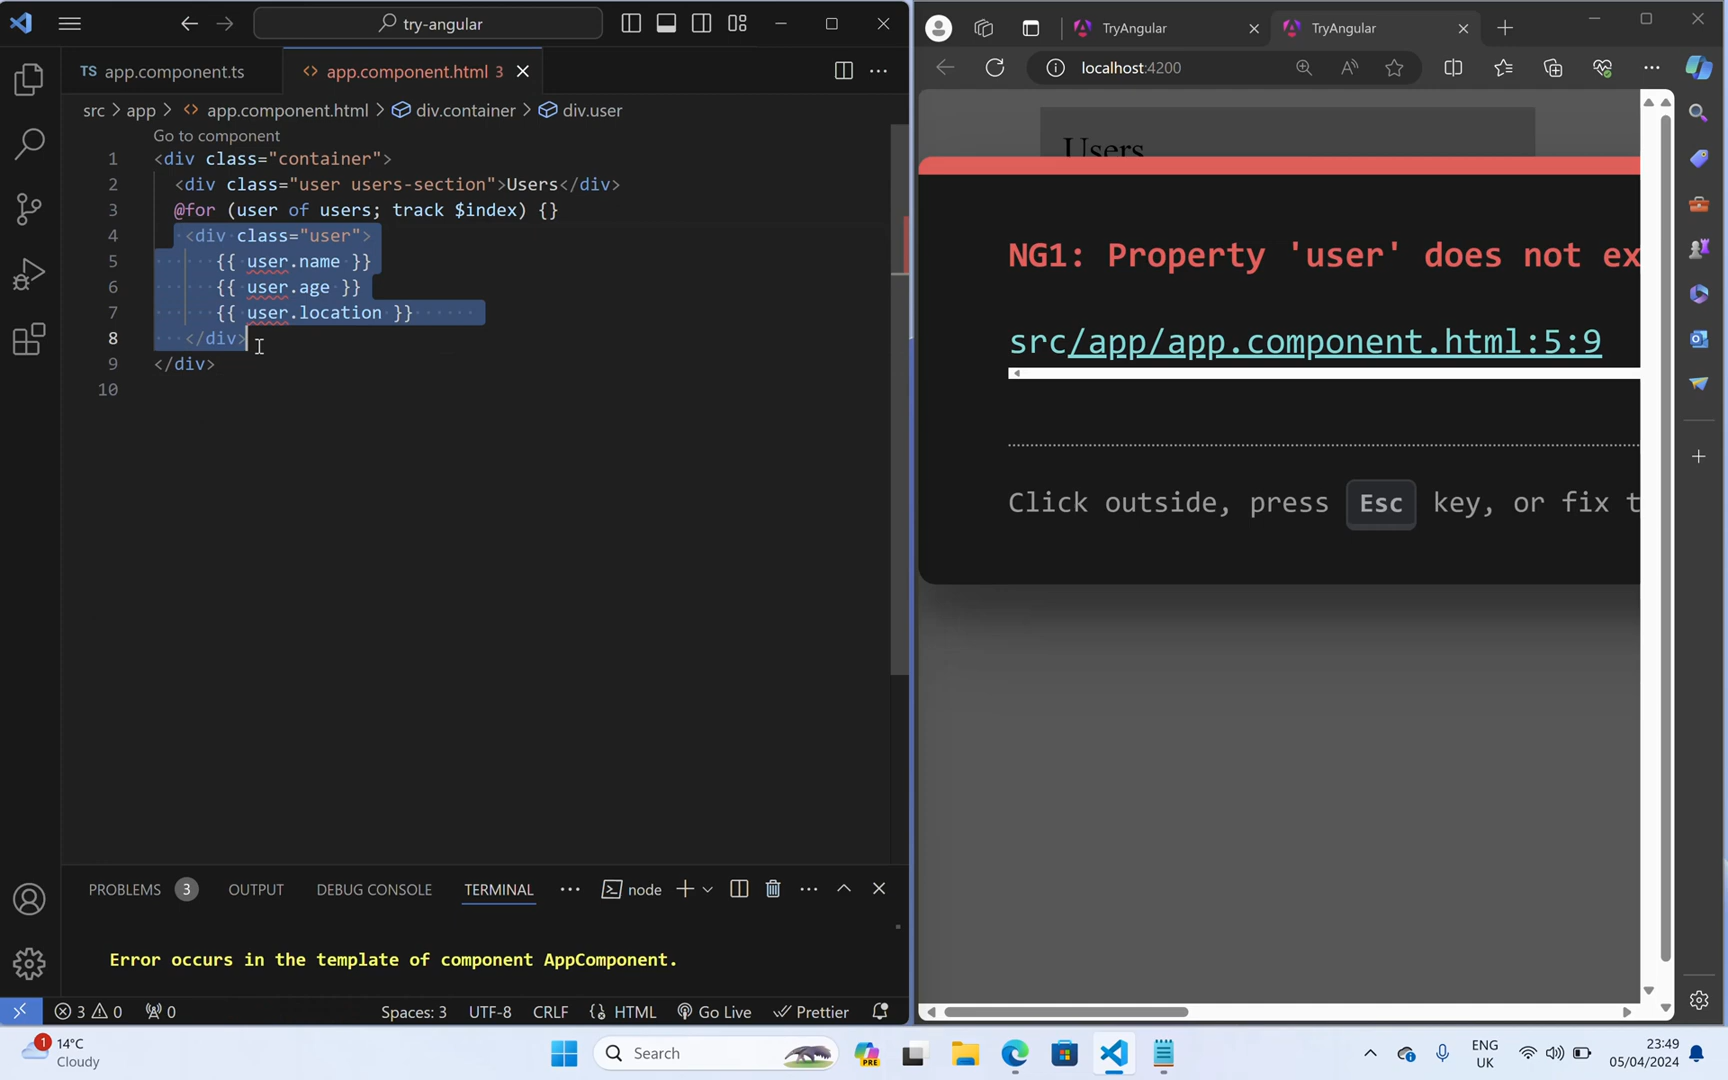 try-angular
TS app.component.ts
<> app.component.html 3
src > app > <> app.component.html > div.container > div.user
Go to component
1 <div class="container">
2 <div class="user users-section">Users</div>
3 @for (user of users; track $index) {}
4 <div class="user">
5 {{ user.name }}
6 {{ user.age }}
7 {{ user.location }}
8 </div>
9 </div>
10
PROBLEMS 3 OUTPUT DEBUG CONSOLE TERMINAL ... node
Error occurs in the template of component AppComponent.
3 0 0 Spaces: 3 UTF-8 CRLF {} HTML Go Live Prettier
TryAngular
TryAngular
localhost:4200
Users
NG1: Property 'user' does not ex
src/app/app.component.html:5:9
Click outside, press Esc key, or fix t
1
14°C
Cloudy
Search
PRE
ENG
UK
23:49
05/04/2024